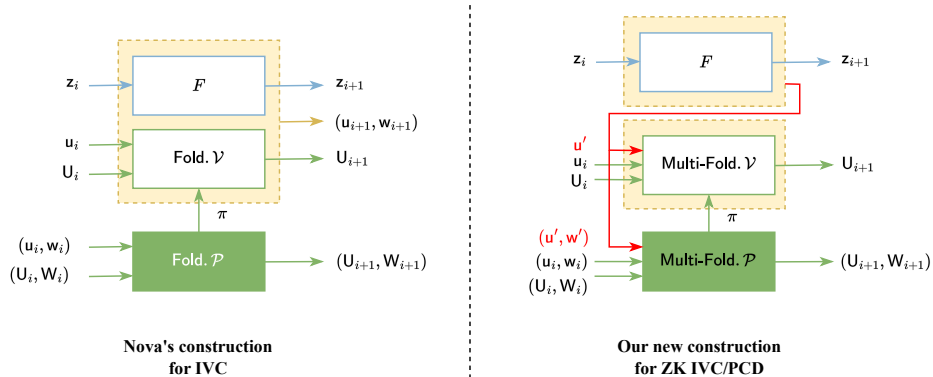 z_i F z_{i+1}
(u_{i+1}, w_{i+1})
u_i
U_i Fold. 𝒱 U_{i+1}
π
(u_i, w_i)
(U_i, W_i) Fold. 𝒫 (U_{i+1}, W_{i+1})
Nova's construction
for IVC
z_i F z_{i+1}
u'
u_i Multi-Fold. 𝒱 U_{i+1}
U_i
π
(u', w')
(u_i, w_i) Multi-Fold. 𝒫 (U_{i+1}, W_{i+1})
(U_i, W_i)
Our new construction
for ZK IVC/PCD